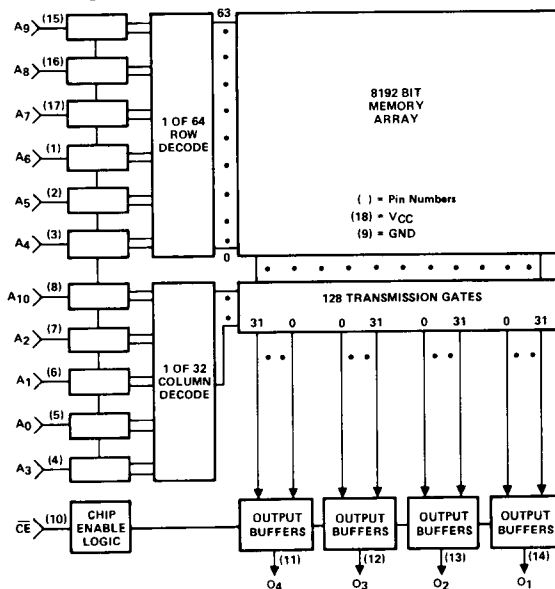 A9 (15)
63
A8 (16)
A7 (17)
A6 (1)
A5 (2)
A4 (3)
1 OF 64
ROW
DECODE
0
8192 BIT
MEMORY
ARRAY
( ) = Pin Numbers
(18) = VCC
(9) = GND
A10 (8)
A2 (7)
A1 (6)
A0 (5)
A3 (4)
1 OF 32
COLUMN
DECODE
128 TRANSMISSION GATES
31 0 0 31 0 31 0 31
CE (10)
CHIP
ENABLE
LOGIC
OUTPUT
BUFFERS
OUTPUT
BUFFERS
OUTPUT
BUFFERS
OUTPUT
BUFFERS
(11) (12) (13) (14)
O4 O3 O2 O1